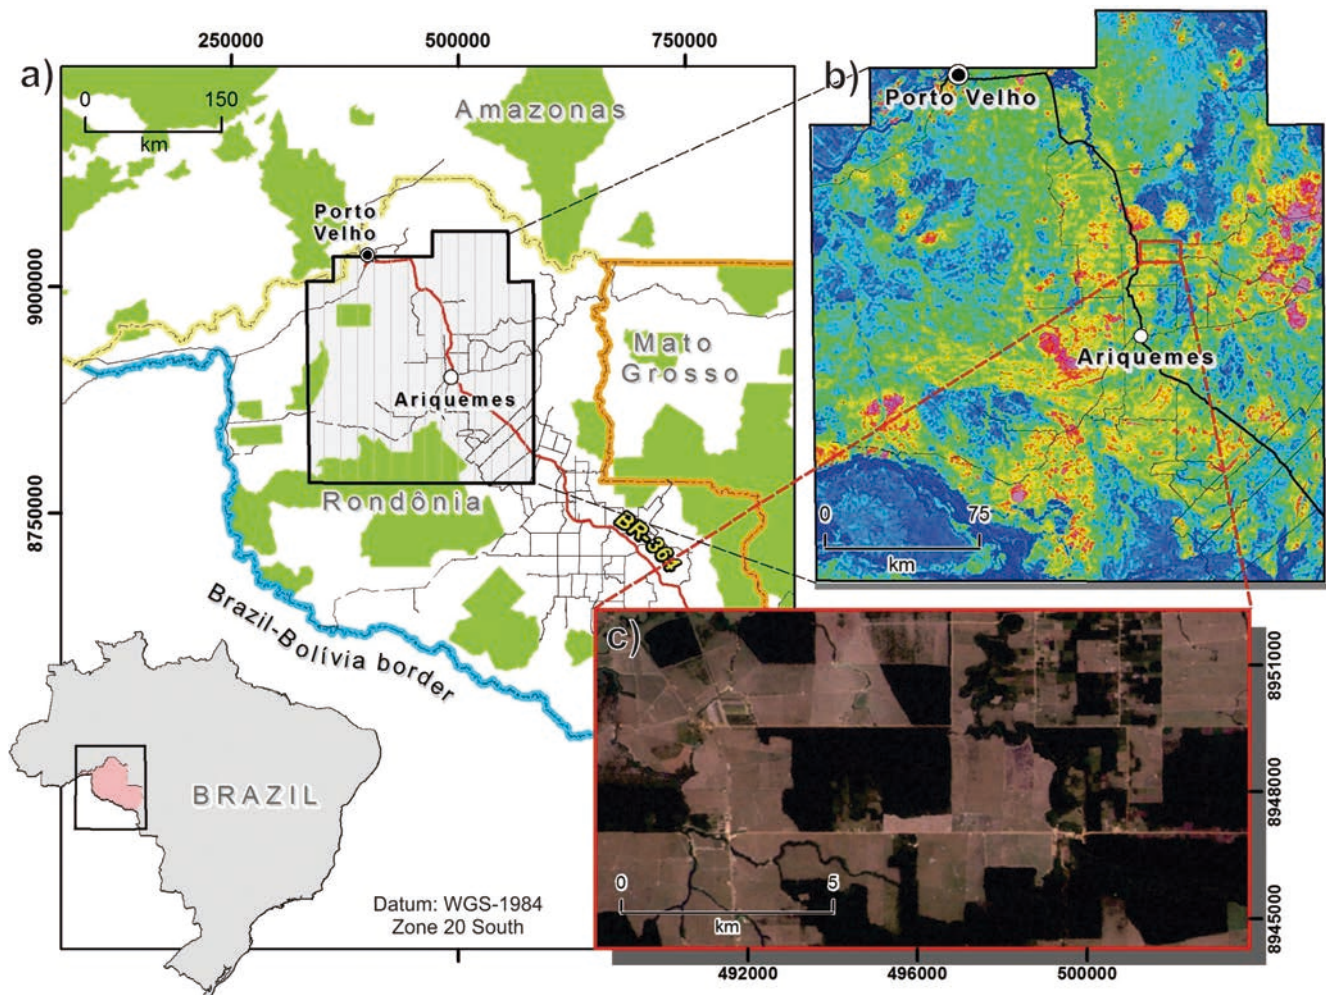 250000
500000
750000
a)
0
150
km
Amazonas
Porto
Velho
9000000
8750000
Mato
Grosso
Ariquemes
Rondônia
BR-364
Brazil-Bolívia border
BRAZIL
Datum: WGS-1984
Zone 20 South
b)
Porto Velho
Ariquemes
0
75
km
c)
0
5
km
8951000
8948000
8945000
492000
496000
500000